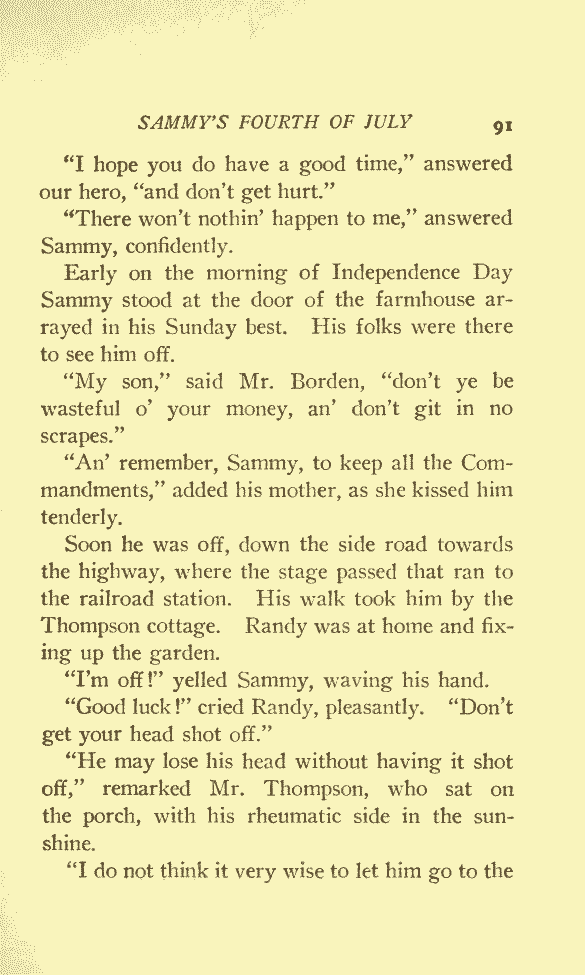 SAMMY'S FOURTH OF JULY 91
"I hope you do have a good time," answered
our hero, "and don't get hurt."
"There won't nothin' happen to me," answered
Sammy, confidently.
Early on the morning of Independence Day
Sammy stood at the door of the farmhouse ar-
rayed in his Sunday best. His folks were there
to see him off.
"My son," said Mr. Borden, "don't ye be
wasteful o' your money, an' don't git in no
scrapes."
"An' remember, Sammy, to keep all the Com-
mandments," added his mother, as she kissed him
tenderly.
Soon he was off, down the side road towards
the highway, where the stage passed that ran to
the railroad station. His walk took him by the
Thompson cottage. Randy was at home and fix-
ing up the garden.
"I'm off!" yelled Sammy, waving his hand.
"Good luck!" cried Randy, pleasantly. "Don't
get your head shot off."
"He may lose his head without having it shot
off," remarked Mr. Thompson, who sat on
the porch, with his rheumatic side in the sun-
shine.
"I do not think it very wise to let him go to the